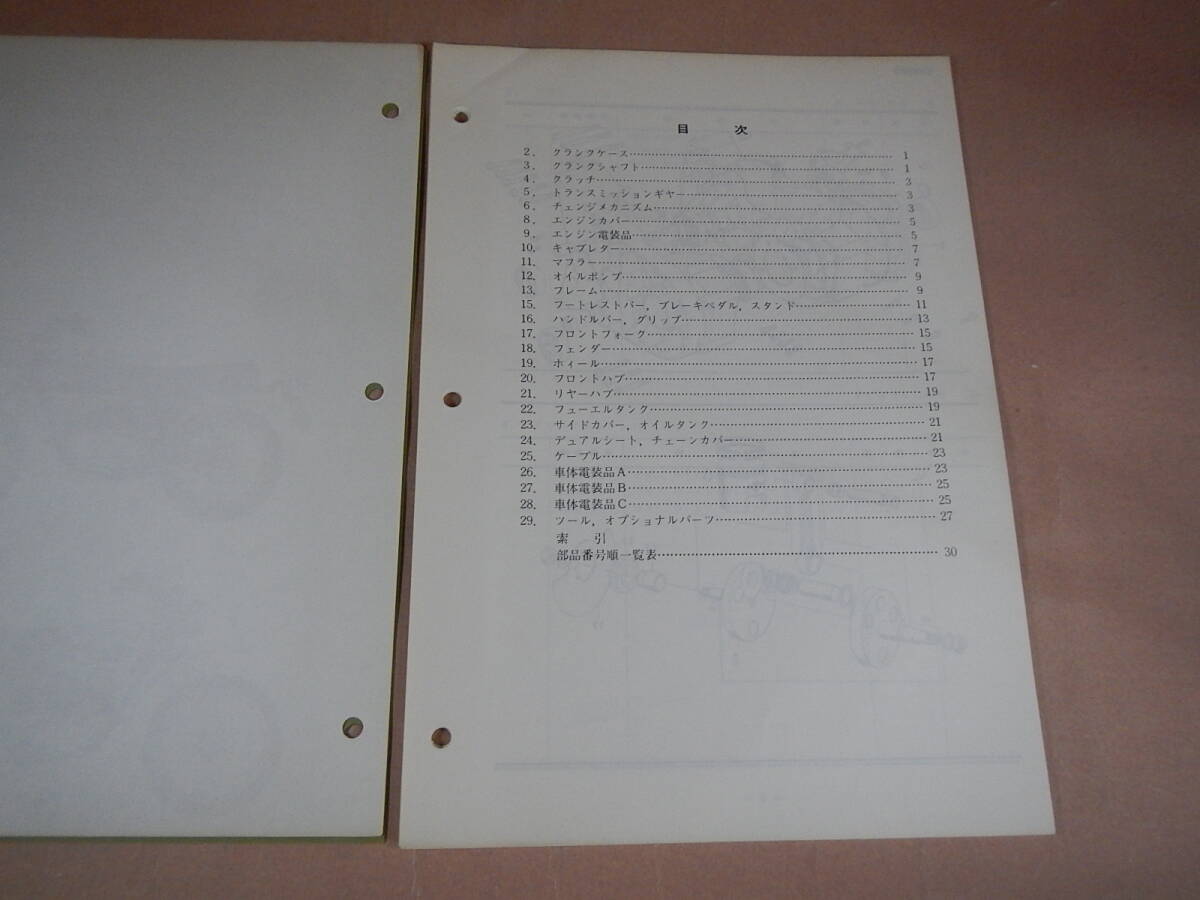 目 次
2. クランクケース…………1
3. クランクシャフト…………1
4. クラッチ…………3
5. トランスミッションギヤー…………3
6. チェンジメカニズム…………3
8. エンジンカバー…………5
9. エンジン電装品…………5
10. キャブレター…………7
11. マフラー…………7
12. オイルポンプ…………9
13. フレーム…………9
15. フートレストバー，ブレーキペダル，スタンド…………11
16. ハンドルバー，グリップ…………13
17. フロントフォーク…………15
18. フェンダー…………15
19. ホィール…………17
20. フロントハブ…………17
21. リヤーハブ…………19
22. フューエルタンク…………19
23. サイドカバー，オイルタンク…………21
24. デュアルシート，チェーンカバー…………21
25. ケーブル…………23
26. 車体電装品A…………23
27. 車体電装品B…………25
28. 車体電装品C…………25
29. ツール，オプショナルパーツ…………27
索 引
部品番号順一覧表…………30